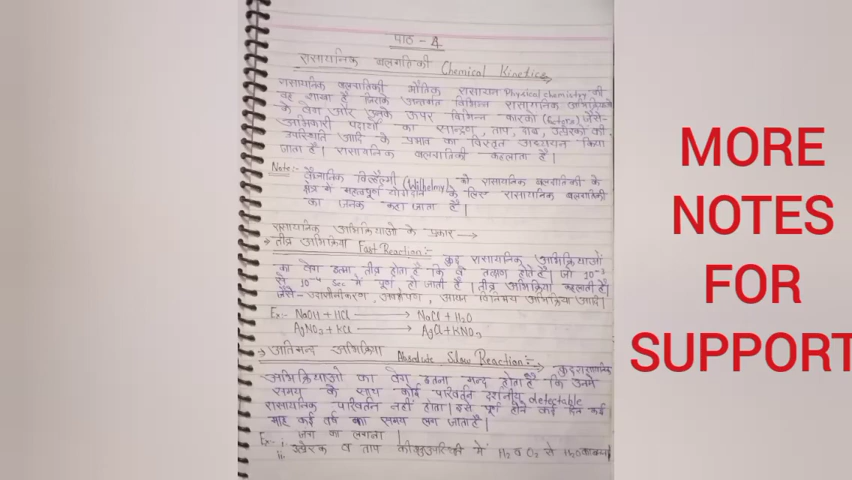 पाठ - 4
रासायनिक बलगतिकी Chemical Kinetics
रासायनिक बलगतिकी भौतिक रसायन Physical chemistry की
वह शाखा है जिसके अन्तर्गत विभिन्न रासायनिक अभिक्रियाओ
के वेग और उनके ऊपर विभिन्न कारको जैसे-
अभिकारी पदार्थो का सान्द्रण, ताप, दाब, उत्प्रेरको की
उपस्थिति आदि के प्रभाव का विस्तृत अध्ययन किया
जाता है। रासायनिक बलगतिकी कहलाता है।
Note:- वैज्ञानिक विल्हेल्मी (Wilhelmy) को रासायनिक बलगतिकी के
क्षेत्र मे महत्वपूर्ण योगदान के लिए रासायनिक बलगतिकी
का जनक कहा जाता है।
रासायनिक अभिक्रियाओ के प्रकार →
→ तीव्र अभिक्रिया Fast Reaction:- कुछ रासायनिक अभिक्रियाओं
का वेग इतना तीव्र होता है कि वे होते है। जो 10⁻³
से 10⁻⁴ Sec में पूर्ण हो जाती है। तीव्र अभिक्रिया कहलाती है।
जैसे- उदासीनीकरण, अवक्षेपण, आयन विनिमय अभिक्रिया आदि।
Ex:- NaOH + HCl → NaCl + H₂O
AgNO₃ + KCl → AgCl + KNO₃
→ अतिमन्द अभिक्रिया Absolute Slow Reaction:-
अभिक्रियाओ का वेग इतना मन्द होता है कि उनमे
समय के साथ कोई परिवर्तन दर्शनीय detectable
रासायनिक परिवर्तन नहीं होता। इसे पूर्ण होने कई दिन कई
माह कई वर्ष का समय लग जाता है।
Ex:- i. जंग का लगना।
ii. उत्प्रेरक व ताप की अनुपस्थिति में H₂ व O₂ से H₂O
MORE
NOTES
FOR
SUPPORT